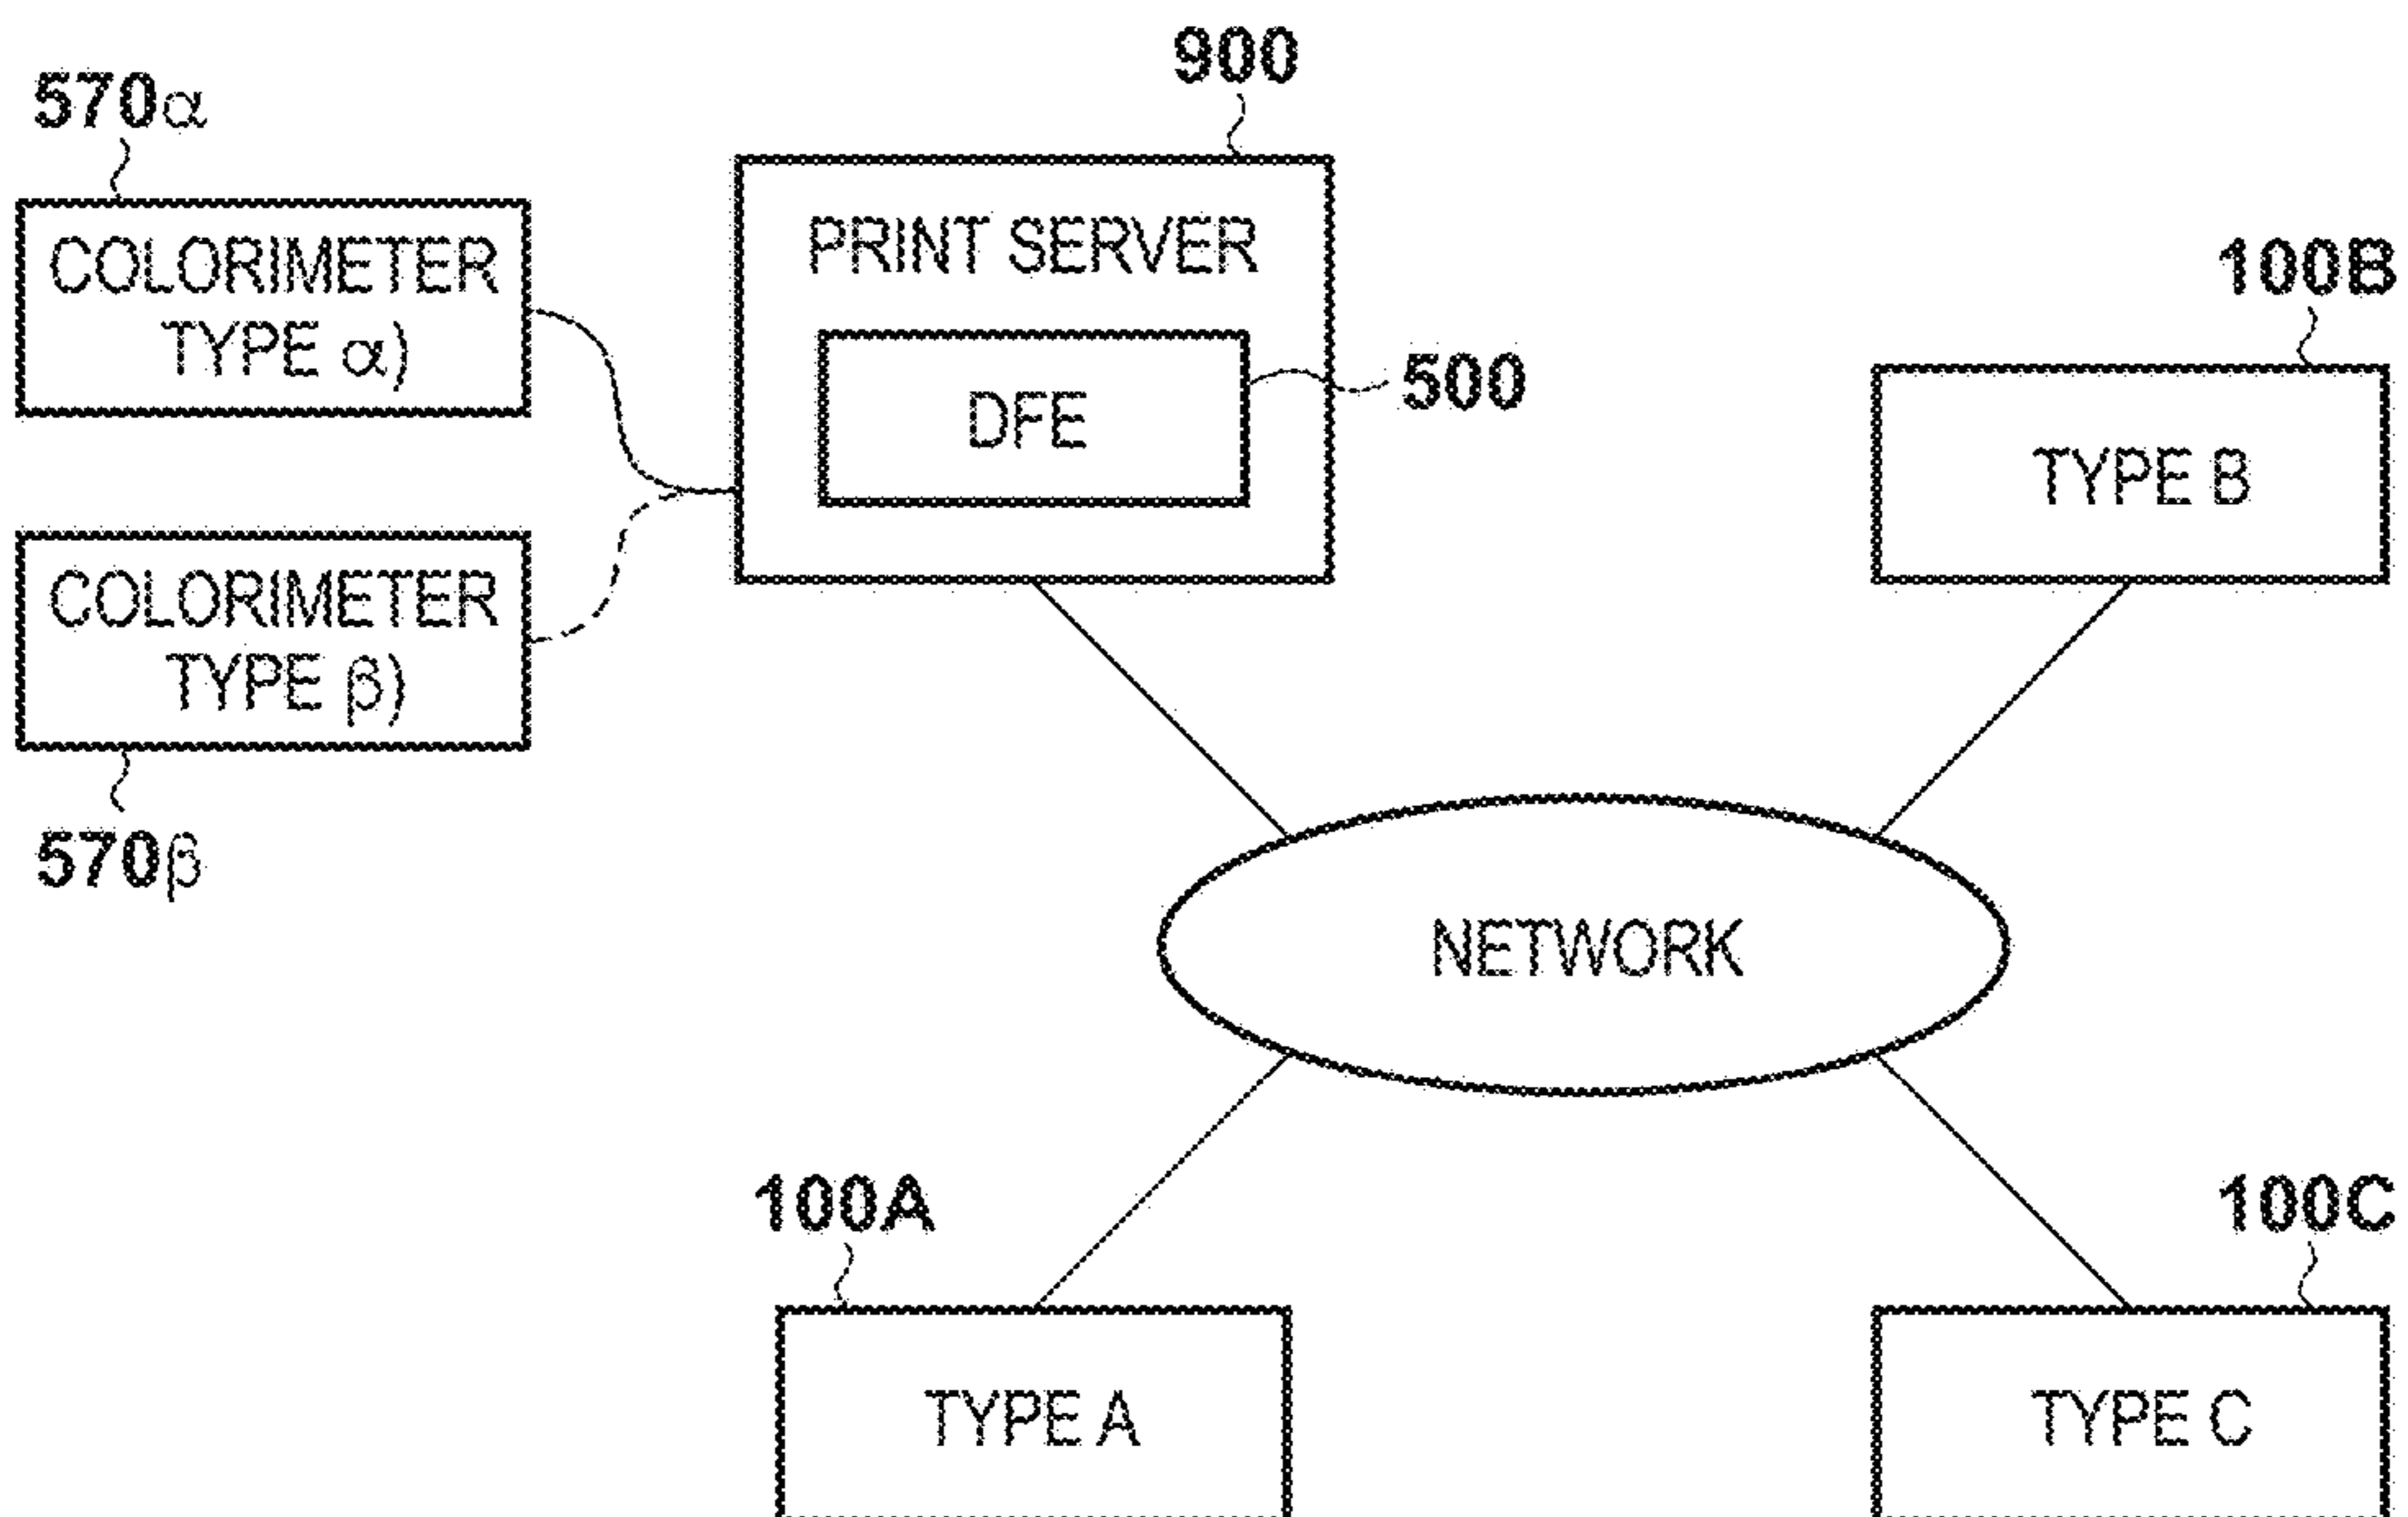 900
570α
PRINT SERVER
COLORIMETER
TYPE α)
100B
500
DFE
TYPE B
COLORIMETER
TYPE β)
570β
NETWORK
100A
100C
TYPE A
TYPE C